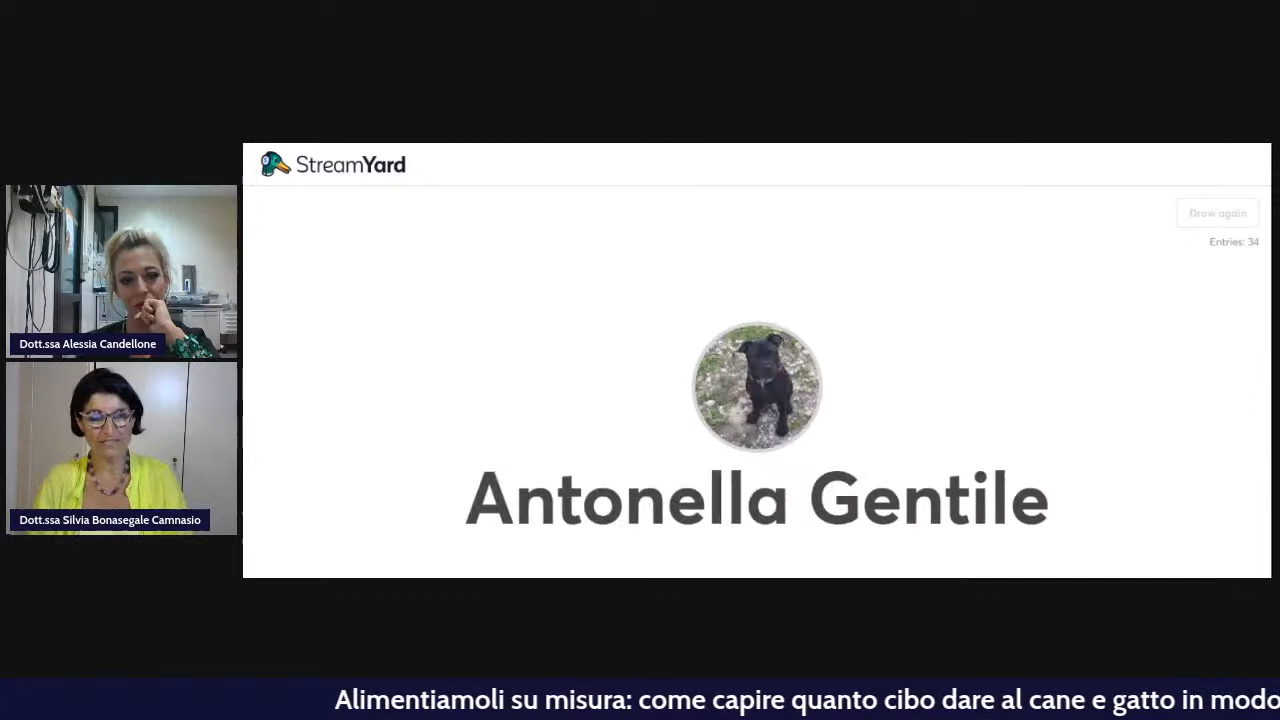 StreamYard
Draw again
Entries: 34
Dott.ssa Alessia Candellone
Antonella Gentile
Dott.ssa Silvia Bonasegale Camnasio
Alimentiamoli su misura: come capire quanto cibo dare al cane e gatto in modo